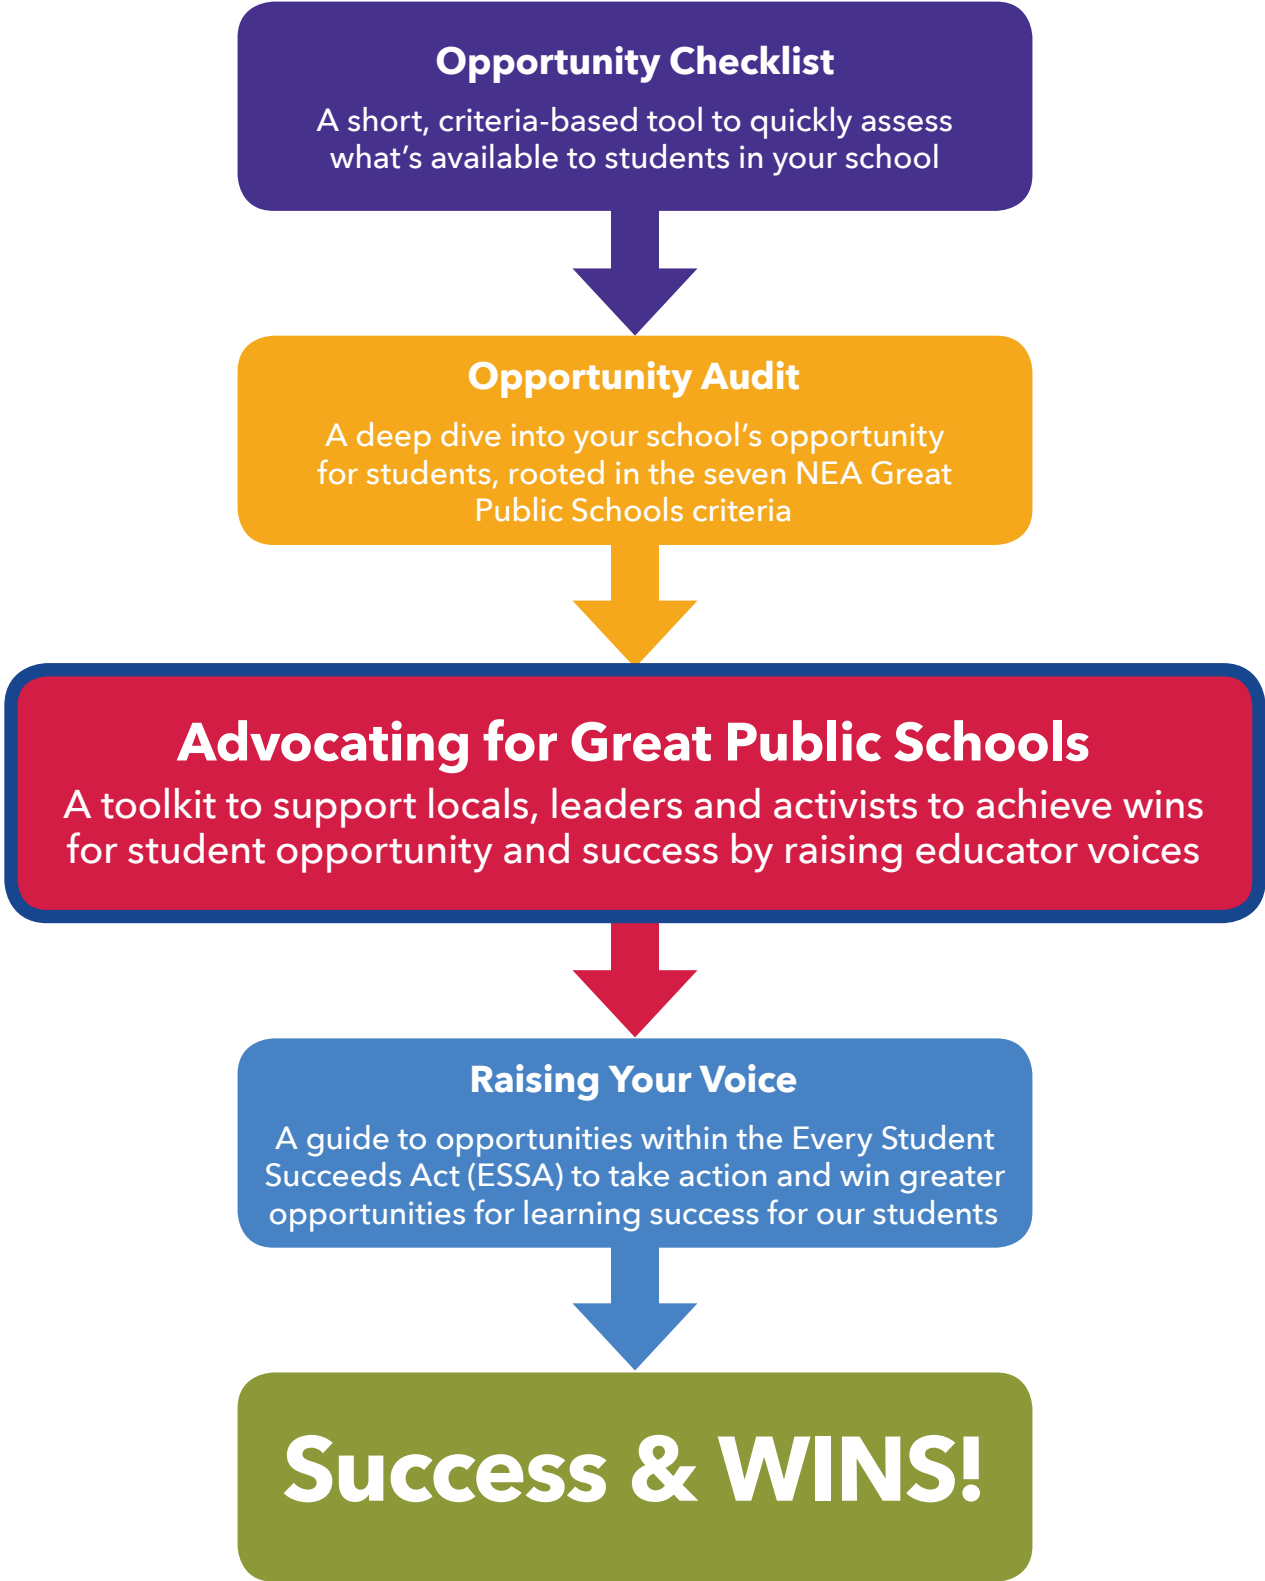 Opportunity Checklist
A short, criteria-based tool to quickly assess
what’s available to students in your school
Opportunity Audit
A deep dive into your school’s opportunity
for students, rooted in the seven NEA Great
Public Schools criteria
Advocating for Great Public Schools
A toolkit to support locals, leaders and activists to achieve wins
for student opportunity and success by raising educator voices
Raising Your Voice
A guide to opportunities within the Every Student
Succeeds Act (ESSA) to take action and win greater
opportunities for learning success for our students
Success & WINS!